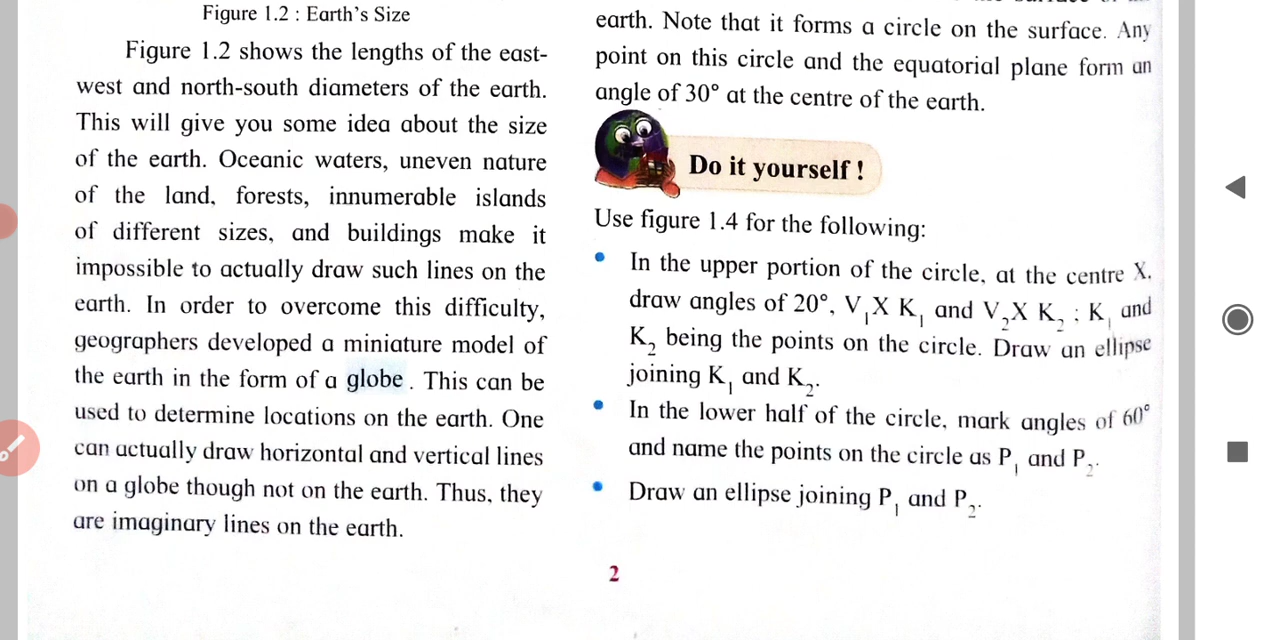 Figure 1.2 : Earth's Size
Figure 1.2 shows the lengths of the east-
west and north-south diameters of the earth.
This will give you some idea about the size
of the earth. Oceanic waters, uneven nature
of the land, forests, innumerable islands
of different sizes, and buildings make it
impossible to actually draw such lines on the
earth. In order to overcome this difficulty,
geographers developed a miniature model of
the earth in the form of a globe. This can be
used to determine locations on the earth. One
can actually draw horizontal and vertical lines
on a globe though not on the earth. Thus, they
are imaginary lines on the earth.
earth. Note that it forms a circle on the surface. Any
point on this circle and the equatorial plane form an
angle of 30° at the centre of the earth.
Do it yourself !
Use figure 1.4 for the following:
• In the upper portion of the circle, at the centre X,
draw angles of 20°, V₁X K₁ and V₂X K₂ ; K₁ and
K₂ being the points on the circle. Draw an ellipse
joining K₁ and K₂.
• In the lower half of the circle, mark angles of 60°
and name the points on the circle as P₁ and P₂.
• Draw an ellipse joining P₁ and P₂.
2